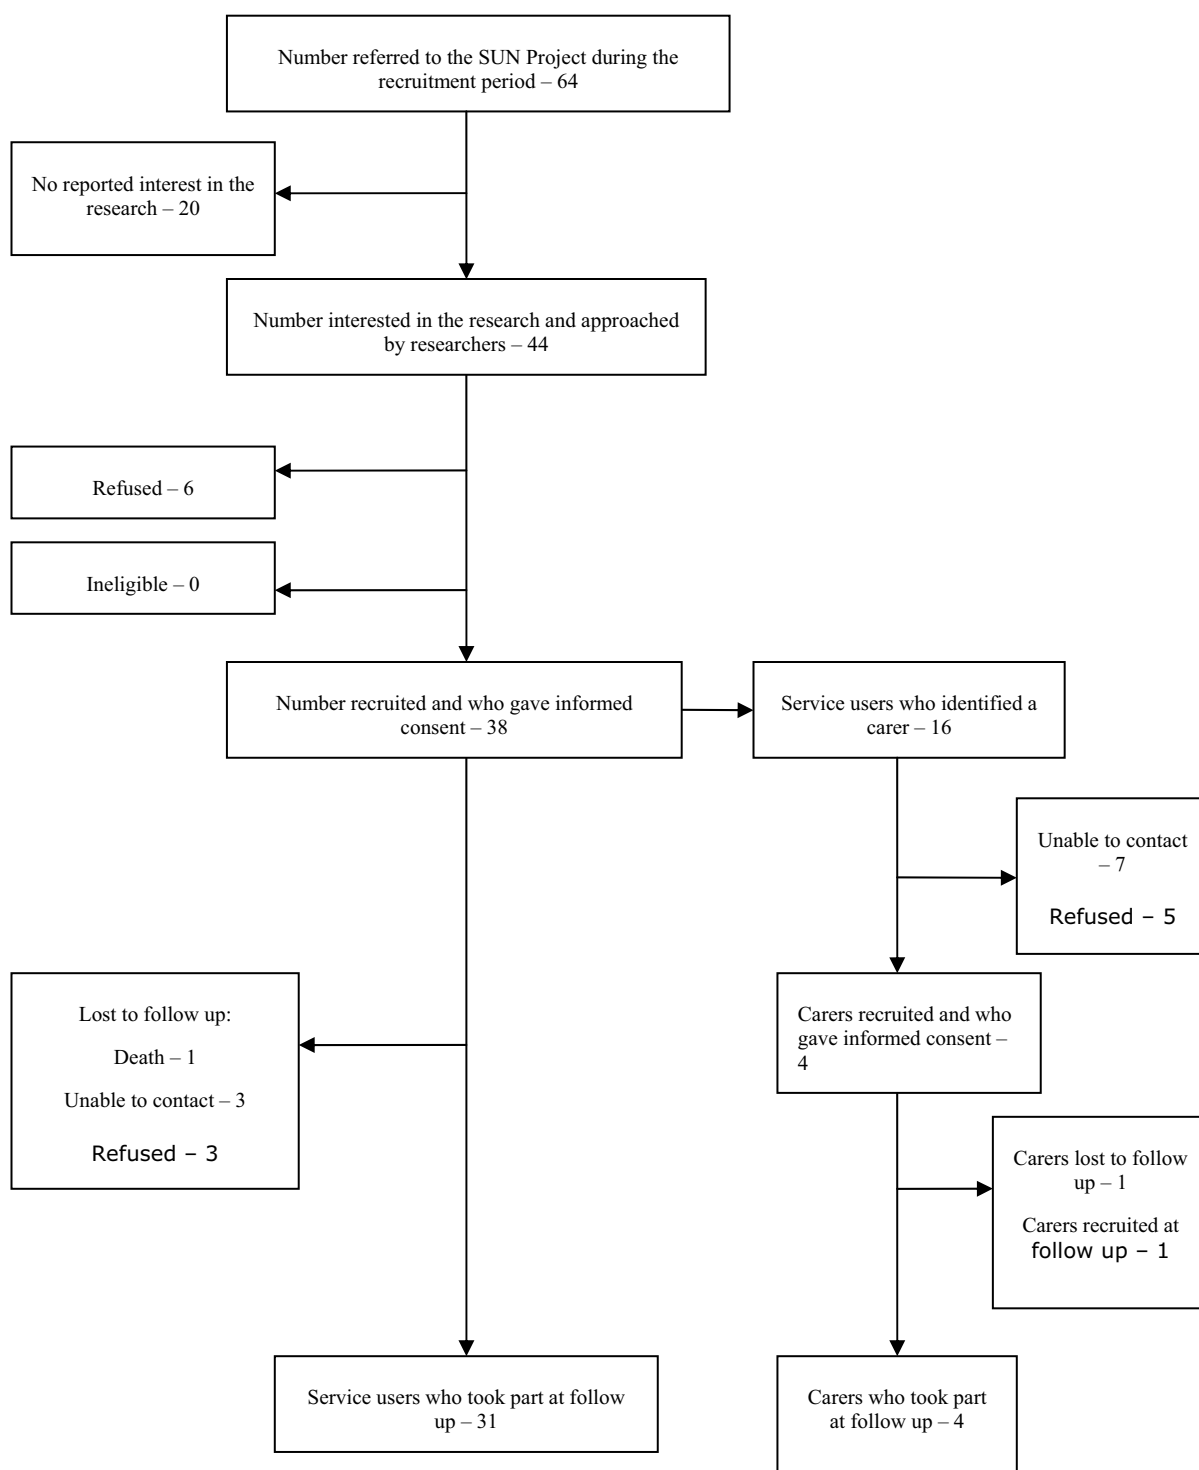 Number referred to the SUN Project during the
recruitment period – 64
No reported interest in the
research – 20
Number interested in the research and approached
by researchers – 44
Refused – 6
Ineligible – 0
Number recruited and who gave informed
consent – 38
Service users who identified a
carer – 16
Unable to contact
– 7
Refused – 5
Lost to follow up:
Death – 1
Unable to contact – 3
Refused – 3
Carers recruited and who
gave informed consent –
4
Carers lost to follow
up – 1
Carers recruited at
follow up – 1
Service users who took part at follow
up – 31
Carers who took part
at follow up – 4